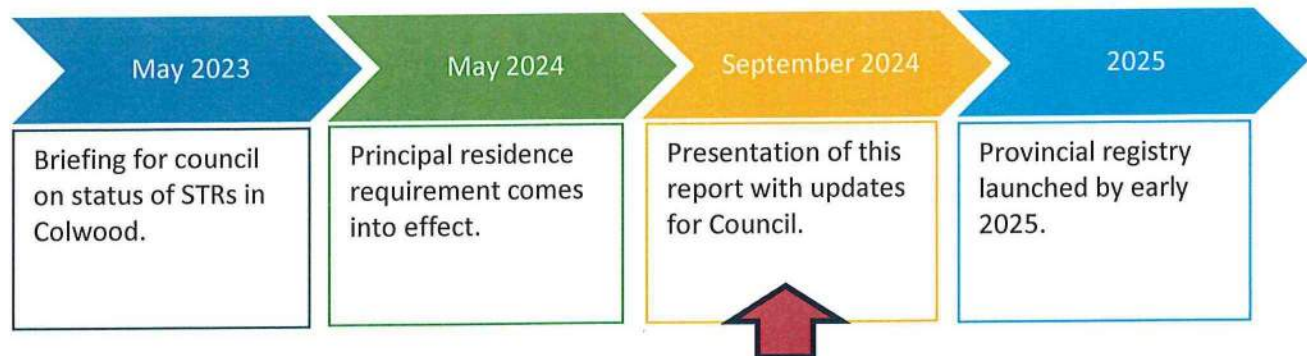 May 2023
May 2024
September 2024
2025
Briefing for council
on status of STRs in
Colwood.
Principal residence
requirement comes
into effect.
Presentation of this
report with updates
for Council.
Provincial registry
launched by early
2025.